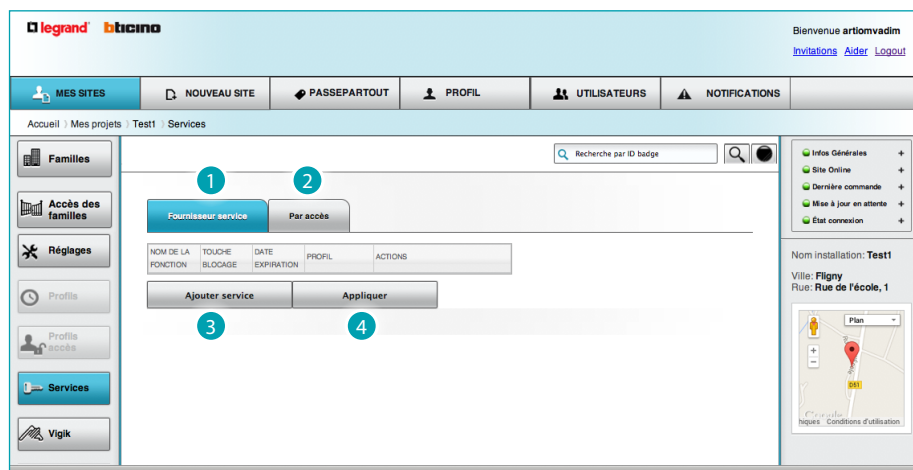 legrand bticino
Bienvenue artiomvadim
Invitations Aider Logout
MES SITES NOUVEAU SITE PASSEPARTOUT PROFIL UTILISATEURS NOTIFICATIONS
Accueil Mes projets Test1 Services
Familles
Accès des
familles
Réglages
Profils
Profils
accès
Services
Vigik
Recherche par ID badge
1
2
Fournisseur service
Par accès
NOM DE LA
FONCTION
TOUCHE
BLOCAGE
DATE
EXPIRATION
PROFIL
ACTIONS
Ajouter service
Appliquer
3
4
Infos Générales +
Site Online +
Dernière commande +
Mise à jour en attente +
État connexion +
Nom installation: Test1
Ville: Fligny
Rue: Rue de l'école, 1
Plan
+
−
D51
hiques Conditions d'utilisation